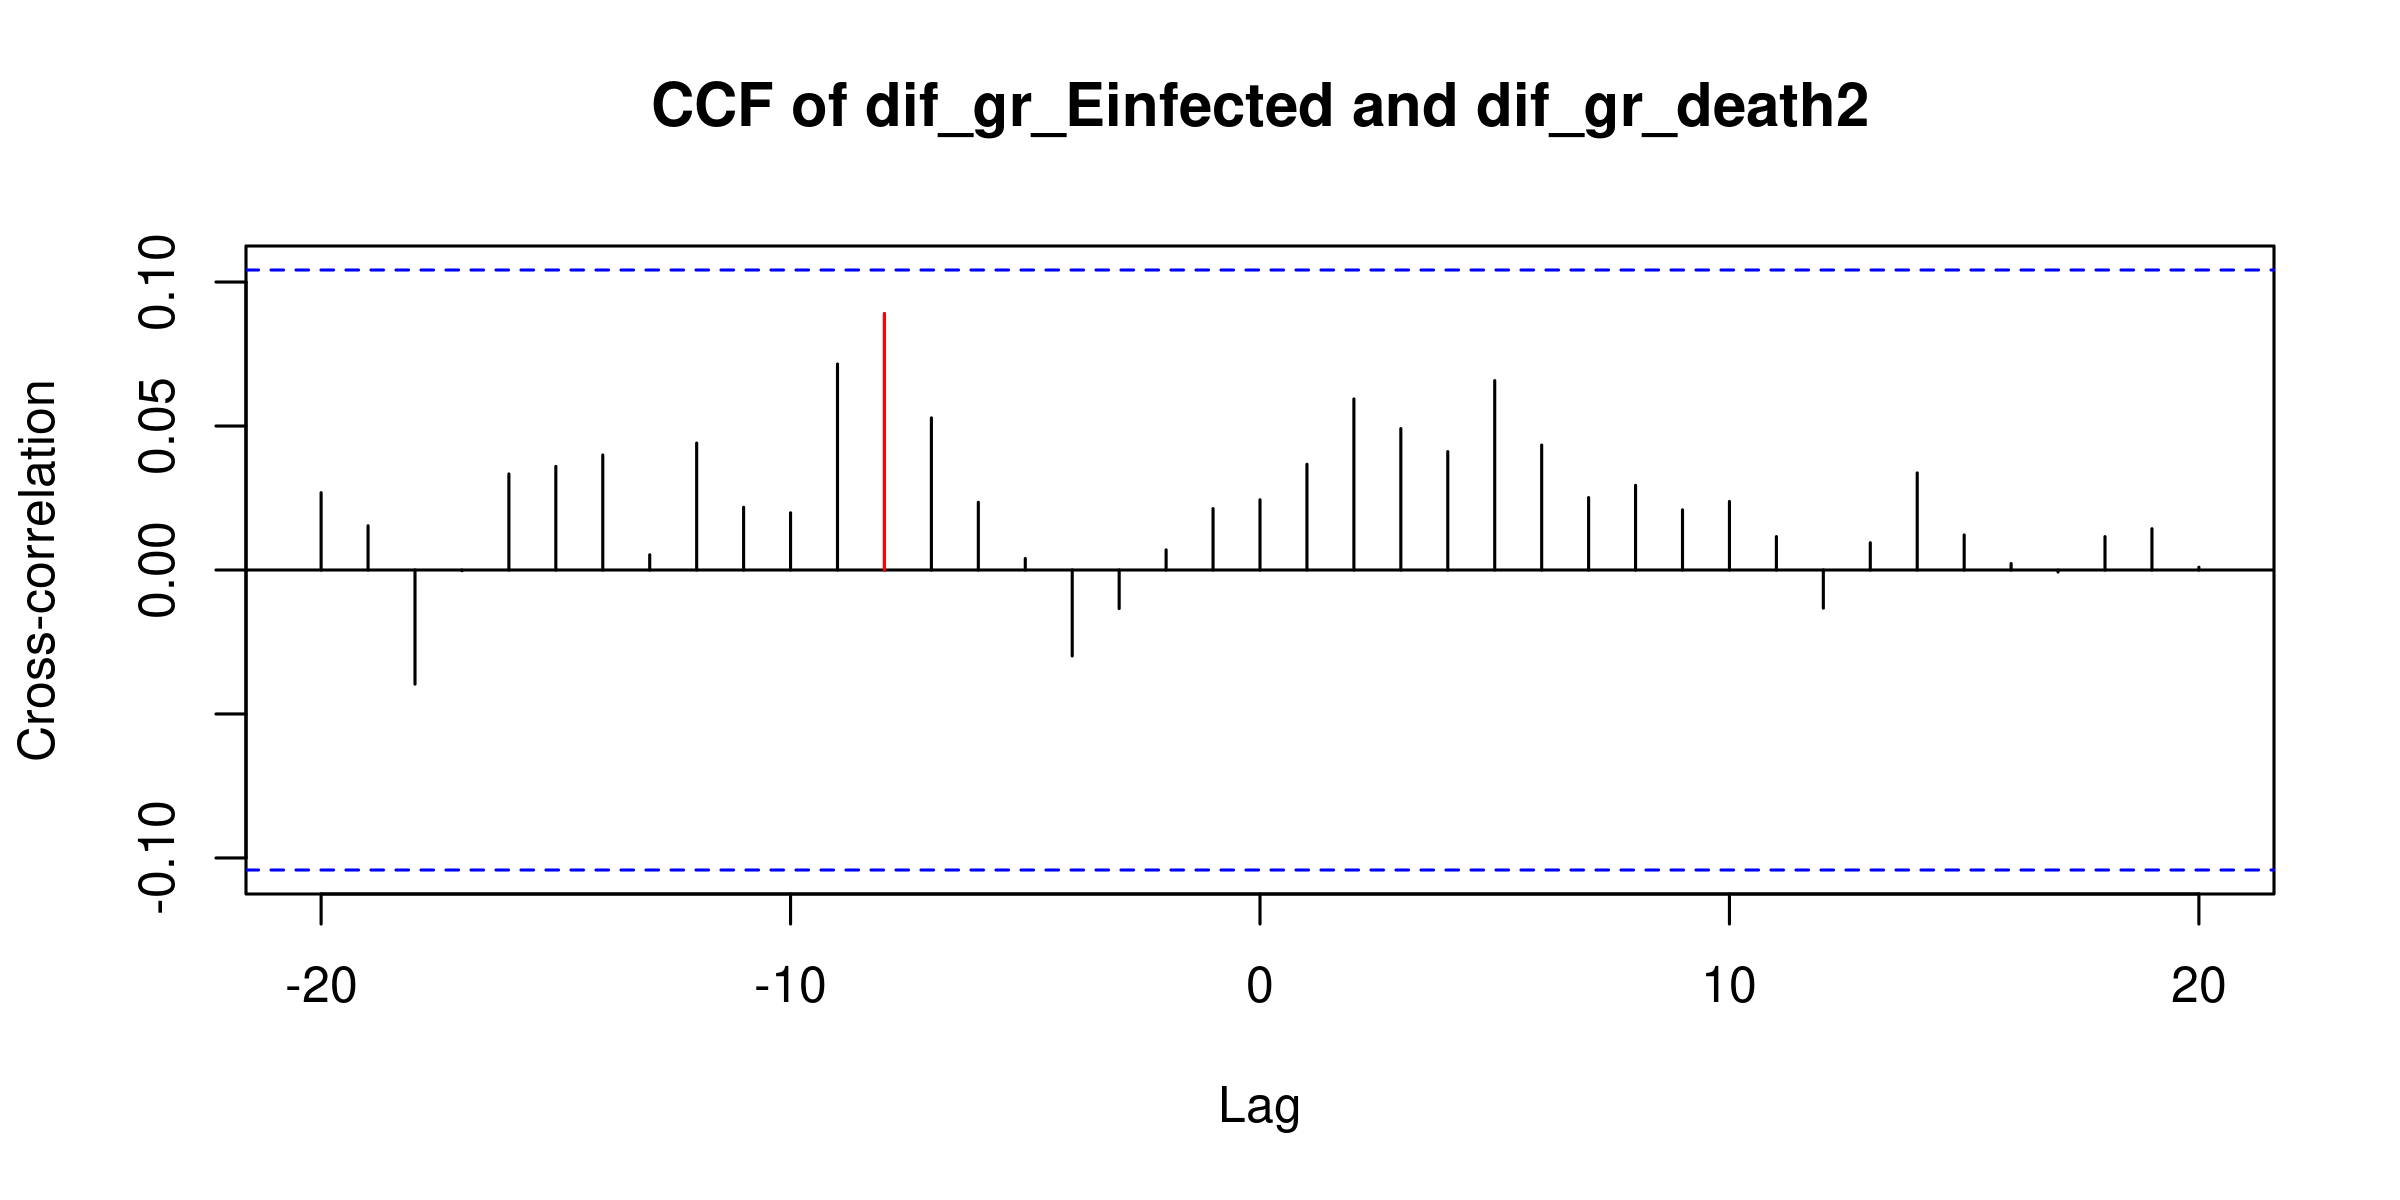 CCF of dif_gr_Einfected and dif_gr_death2
Cross-correlation
0.10
0.05
0.00
-0.10
-20 -10 0 10 20
Lag